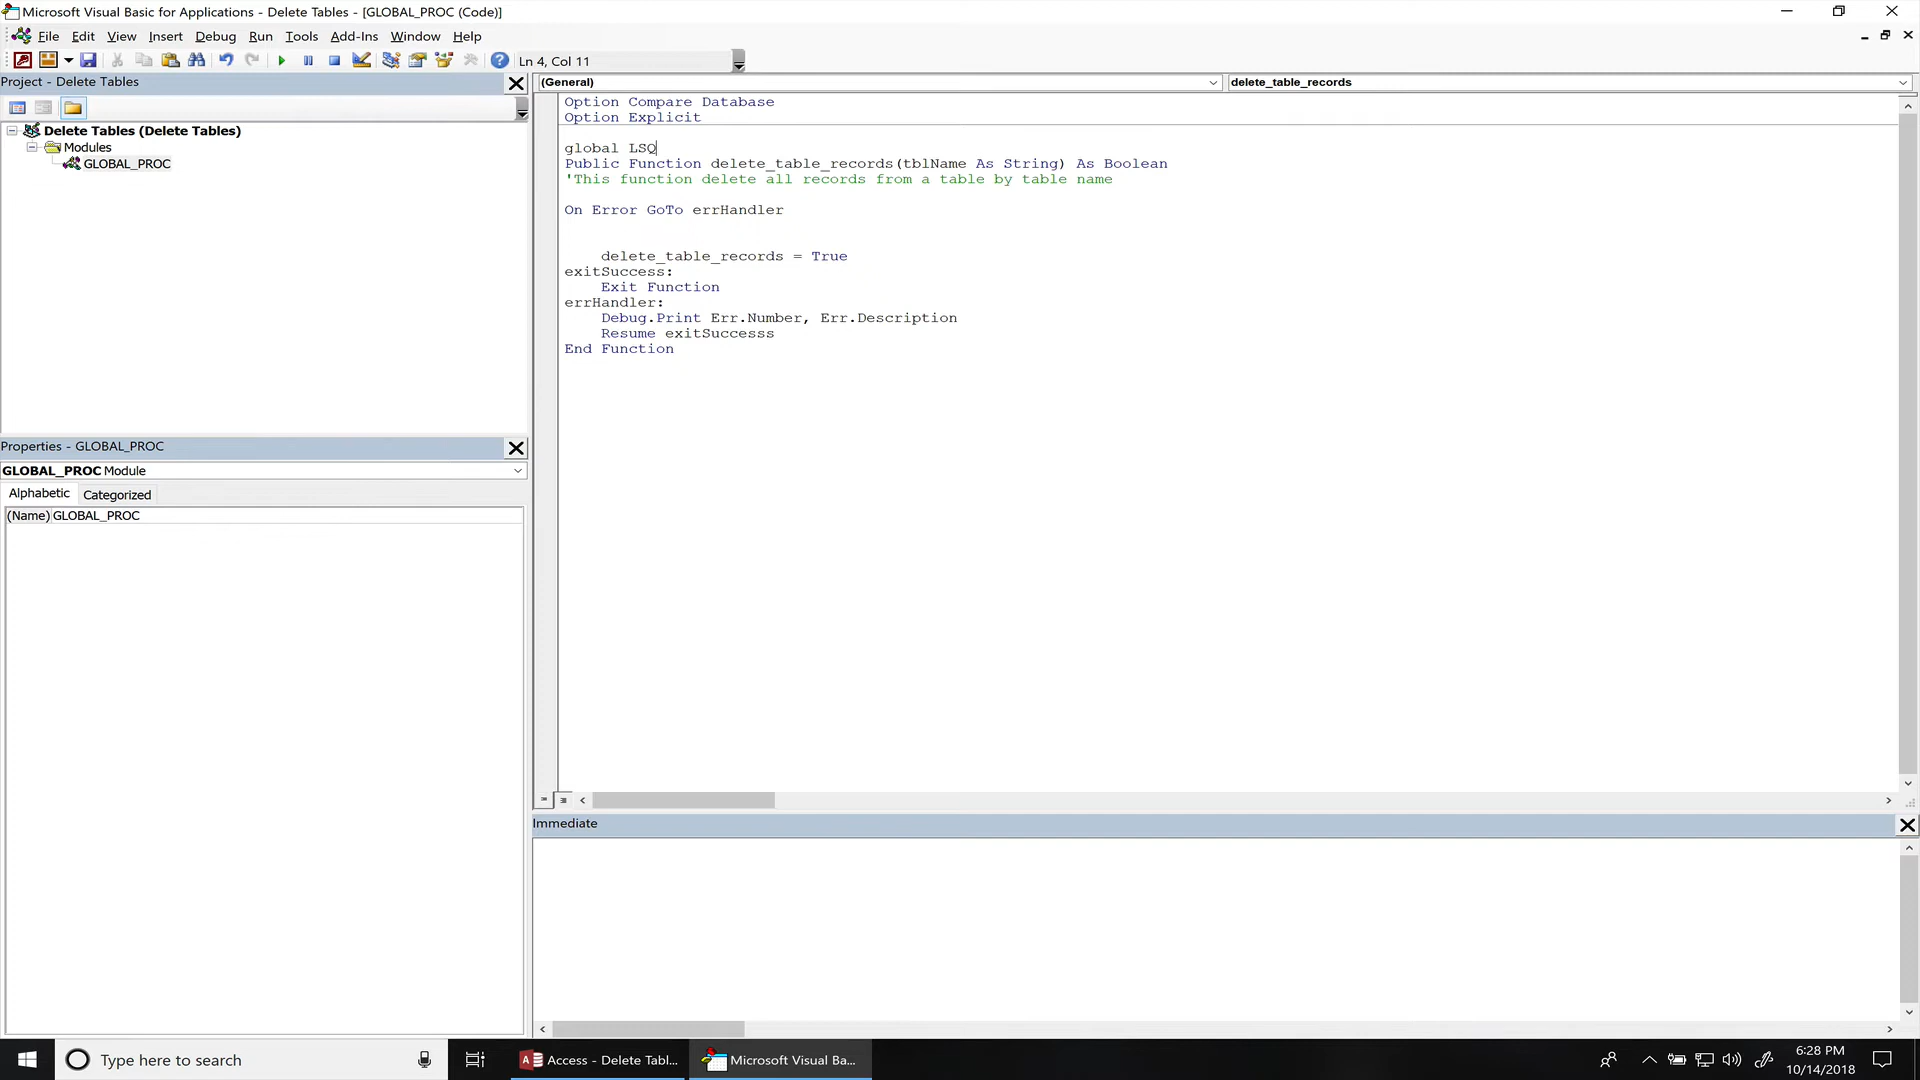 Microsoft Visual Basic for Applications - Delete Tables - [GLOBAL_PROC (Code)]
File Edit View Insert Debug Run Tools Add-Ins Window Help
Ln 4, Col 11
Project - Delete Tables
Delete Tables (Delete Tables)
Modules
GLOBAL_PROC
Properties - GLOBAL_PROC
GLOBAL_PROC Module
Alphabetic Categorized
(Name) GLOBAL_PROC
(General) delete_table_records
Option Compare Database
Option Explicit
global LSQ
Public Function delete_table_records(tblName As String) As Boolean
'This function delete all records from a table by table name
On Error GoTo errHandler
delete_table_records = True
exitSuccess:
Exit Function
errHandler:
Debug.Print Err.Number, Err.Description
Resume exitSuccesss
End Function
Immediate
Type here to search
Access - Delete Tabl...
Microsoft Visual Ba...
6:28 PM
10/14/2018